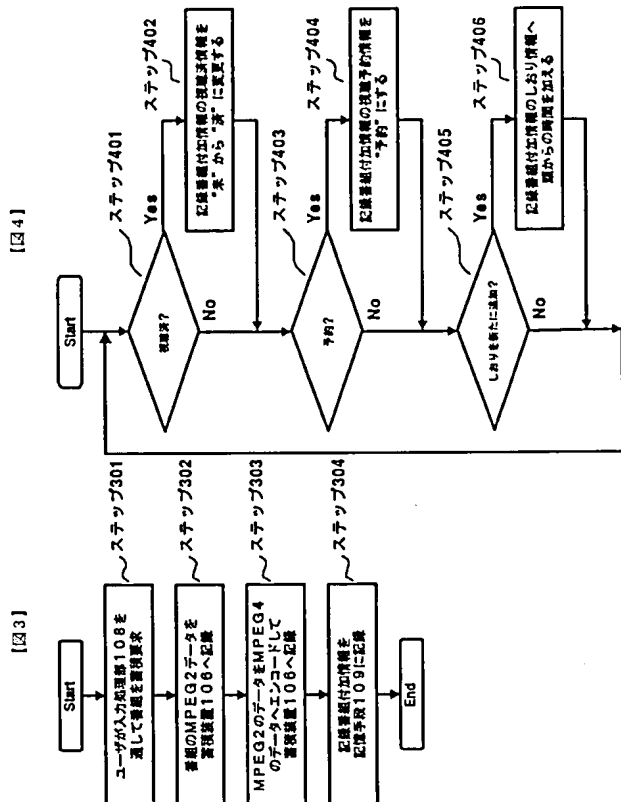 【図3】
Start
ユーザが入力処理部108を
通して番組を蓄積要求
ステップ301
番組のMPEG2データを
蓄積装置106へ記録
ステップ302
MPEG2のデータをMPEG4
のデータへエンコードして
蓄積装置106へ記録
ステップ303
記録番組付加情報を
記憶手段109に記録
ステップ304
End
【図4】
Start
視聴済?
ステップ401
Yes
No
記録番組付加情報の視聴済情報を
“未”から“済”に変更する
ステップ402
予約?
ステップ403
Yes
No
記録番組付加情報の視聴予約情報を
“予約”にする
ステップ404
しおりを新たに追加?
ステップ405
Yes
No
記録番組付加情報のしおり情報へ
頭からの時間を加える
ステップ406